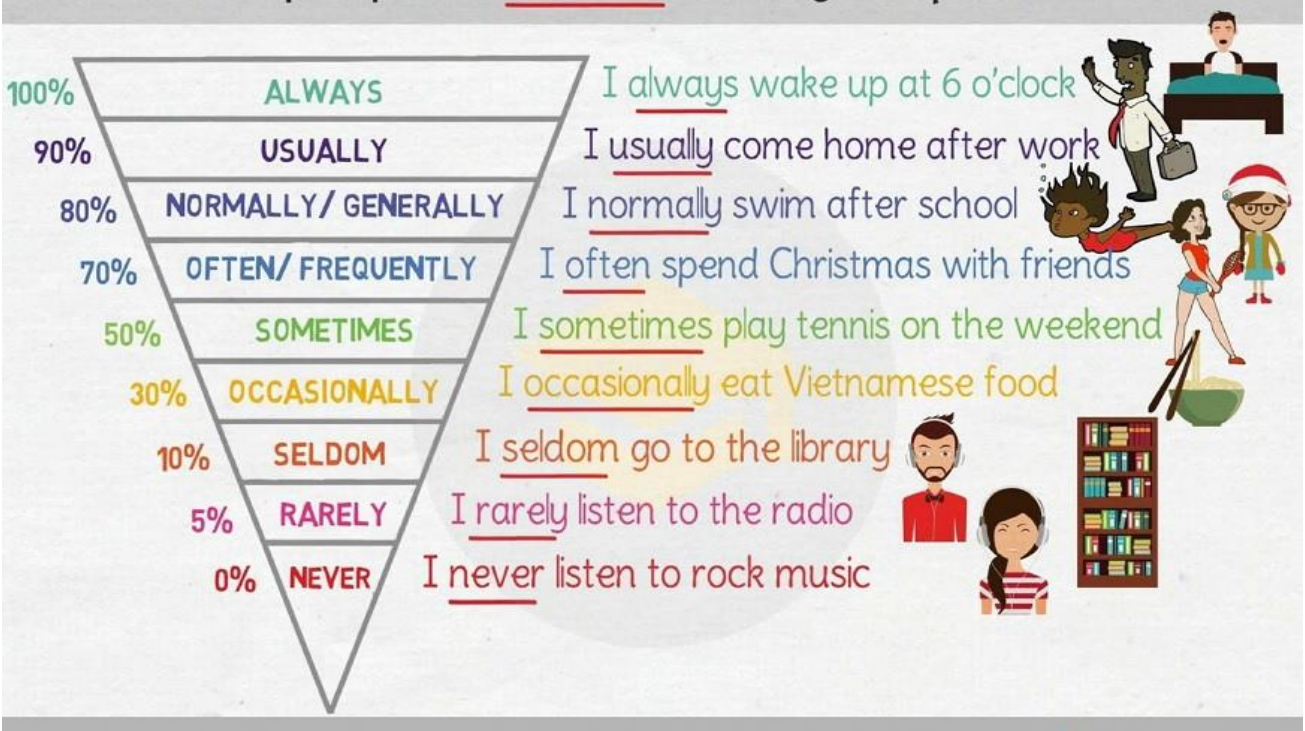 100% ALWAYS I always wake up at 6 o'clock
90% USUALLY I usually come home after work
80% NORMALLY/ GENERALLY I normally swim after school
70% OFTEN/ FREQUENTLY I often spend Christmas with friends
50% SOMETIMES I sometimes play tennis on the weekend
30% OCCASIONALLY I occasionally eat Vietnamese food
10% SELDOM I seldom go to the library
5% RARELY I rarely listen to the radio
0% NEVER I never listen to rock music